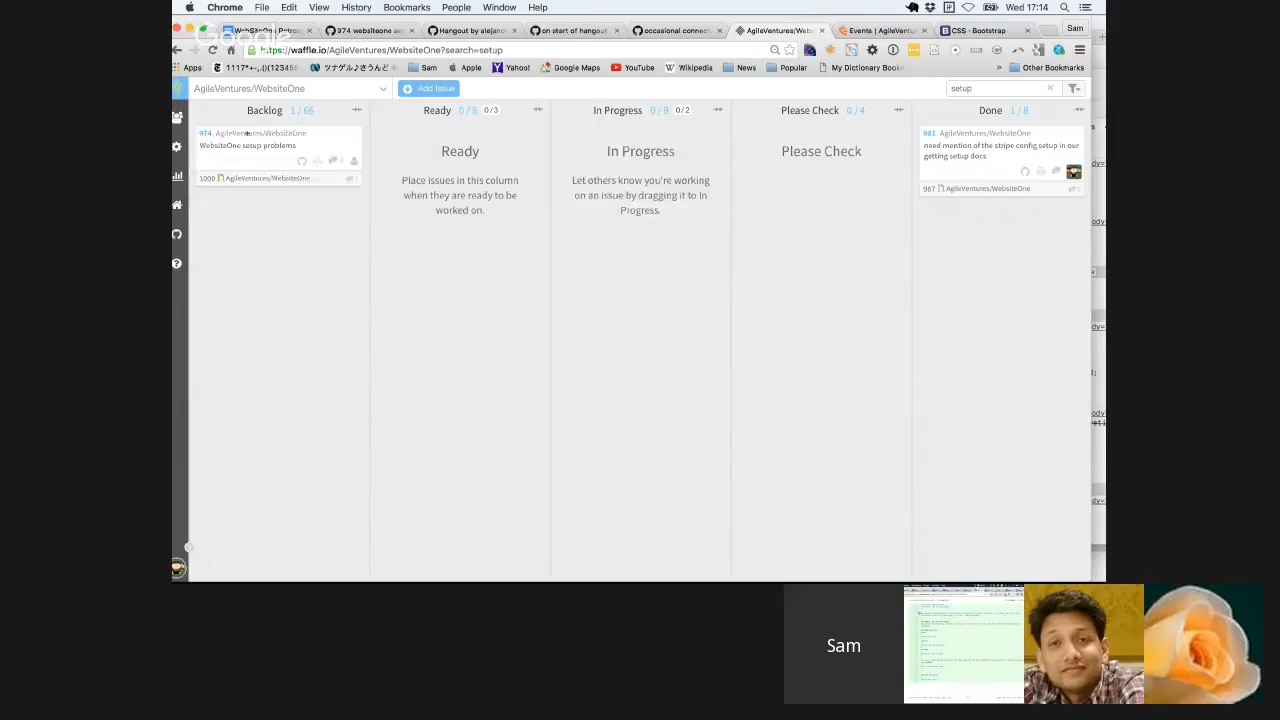 Chrome File Edit View History Bookmarks People Window Help Wed 17:14
974 websiteone set Hangout by alejand on start of hangout occasional connect AgileVentures/Webs Events | AgileVentur CSS · Bootstrap Sam
https://waffle.io/AgileVentures/WebsiteOne?search=setup
Apps Sam Apple Yahoo! Google Maps YouTube Wikipedia News Popular My Dictionary Bookm » Other Bookmarks
AgileVentures/WebsiteOne Add Issue setup
Backlog 1 / 66 Ready 0 / 8 0 / 3 In Progress 0 / 9 0 / 2 Please Check 0 / 4 Done 1 / 8
974 AgileVentures/WebsiteOne
WebsiteOne setup problems
1000 AgileVentures/WebsiteOne
Ready
Place issues in this column
when they are ready to be
worked on.
In Progress
Let others know you're working
on an issue by dragging it to In
Progress.
Please Check
981 AgileVentures/WebsiteOne
need mention of the stripe config setup in our
getting setup docs
987 AgileVentures/WebsiteOne
Sam